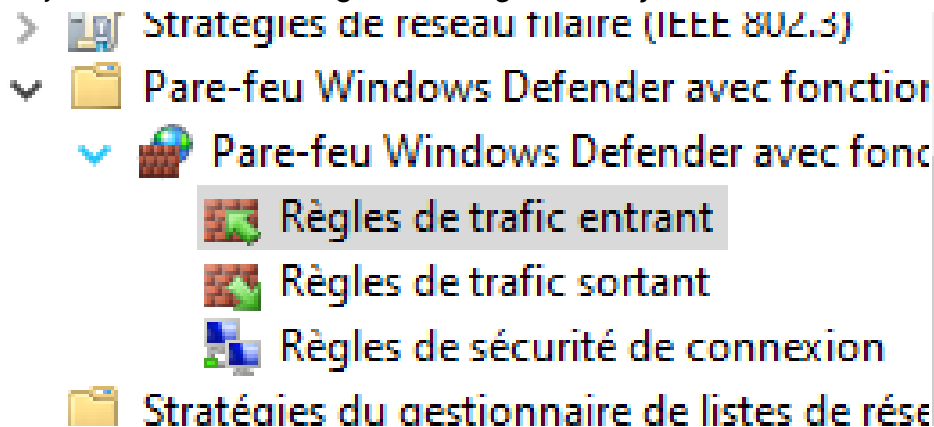 Stratégies de réseau filaire (IEEE 802.3)
Pare-feu Windows Defender avec fonction
Pare-feu Windows Defender avec fonc
Règles de trafic entrant
Règles de trafic sortant
Règles de sécurité de connexion
Stratégies du gestionnaire de listes de rése